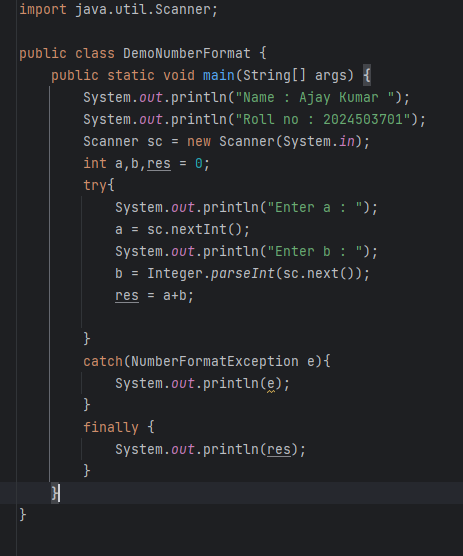 import java.util.Scanner;
public class DemoNumberFormat {
public static void main(String[] args) {
System.out.println("Name : Ajay Kumar ");
System.out.println("Roll no : 2024503701");
Scanner sc = new Scanner(System.in);
int a,b,res = 0;
try{
System.out.println("Enter a : ");
a = sc.nextInt();
System.out.println("Enter b : ");
b = Integer.parseInt(sc.next());
res = a+b;
}
catch(NumberFormatException e){
System.out.println(e);
}
finally {
System.out.println(res);
}
}
}